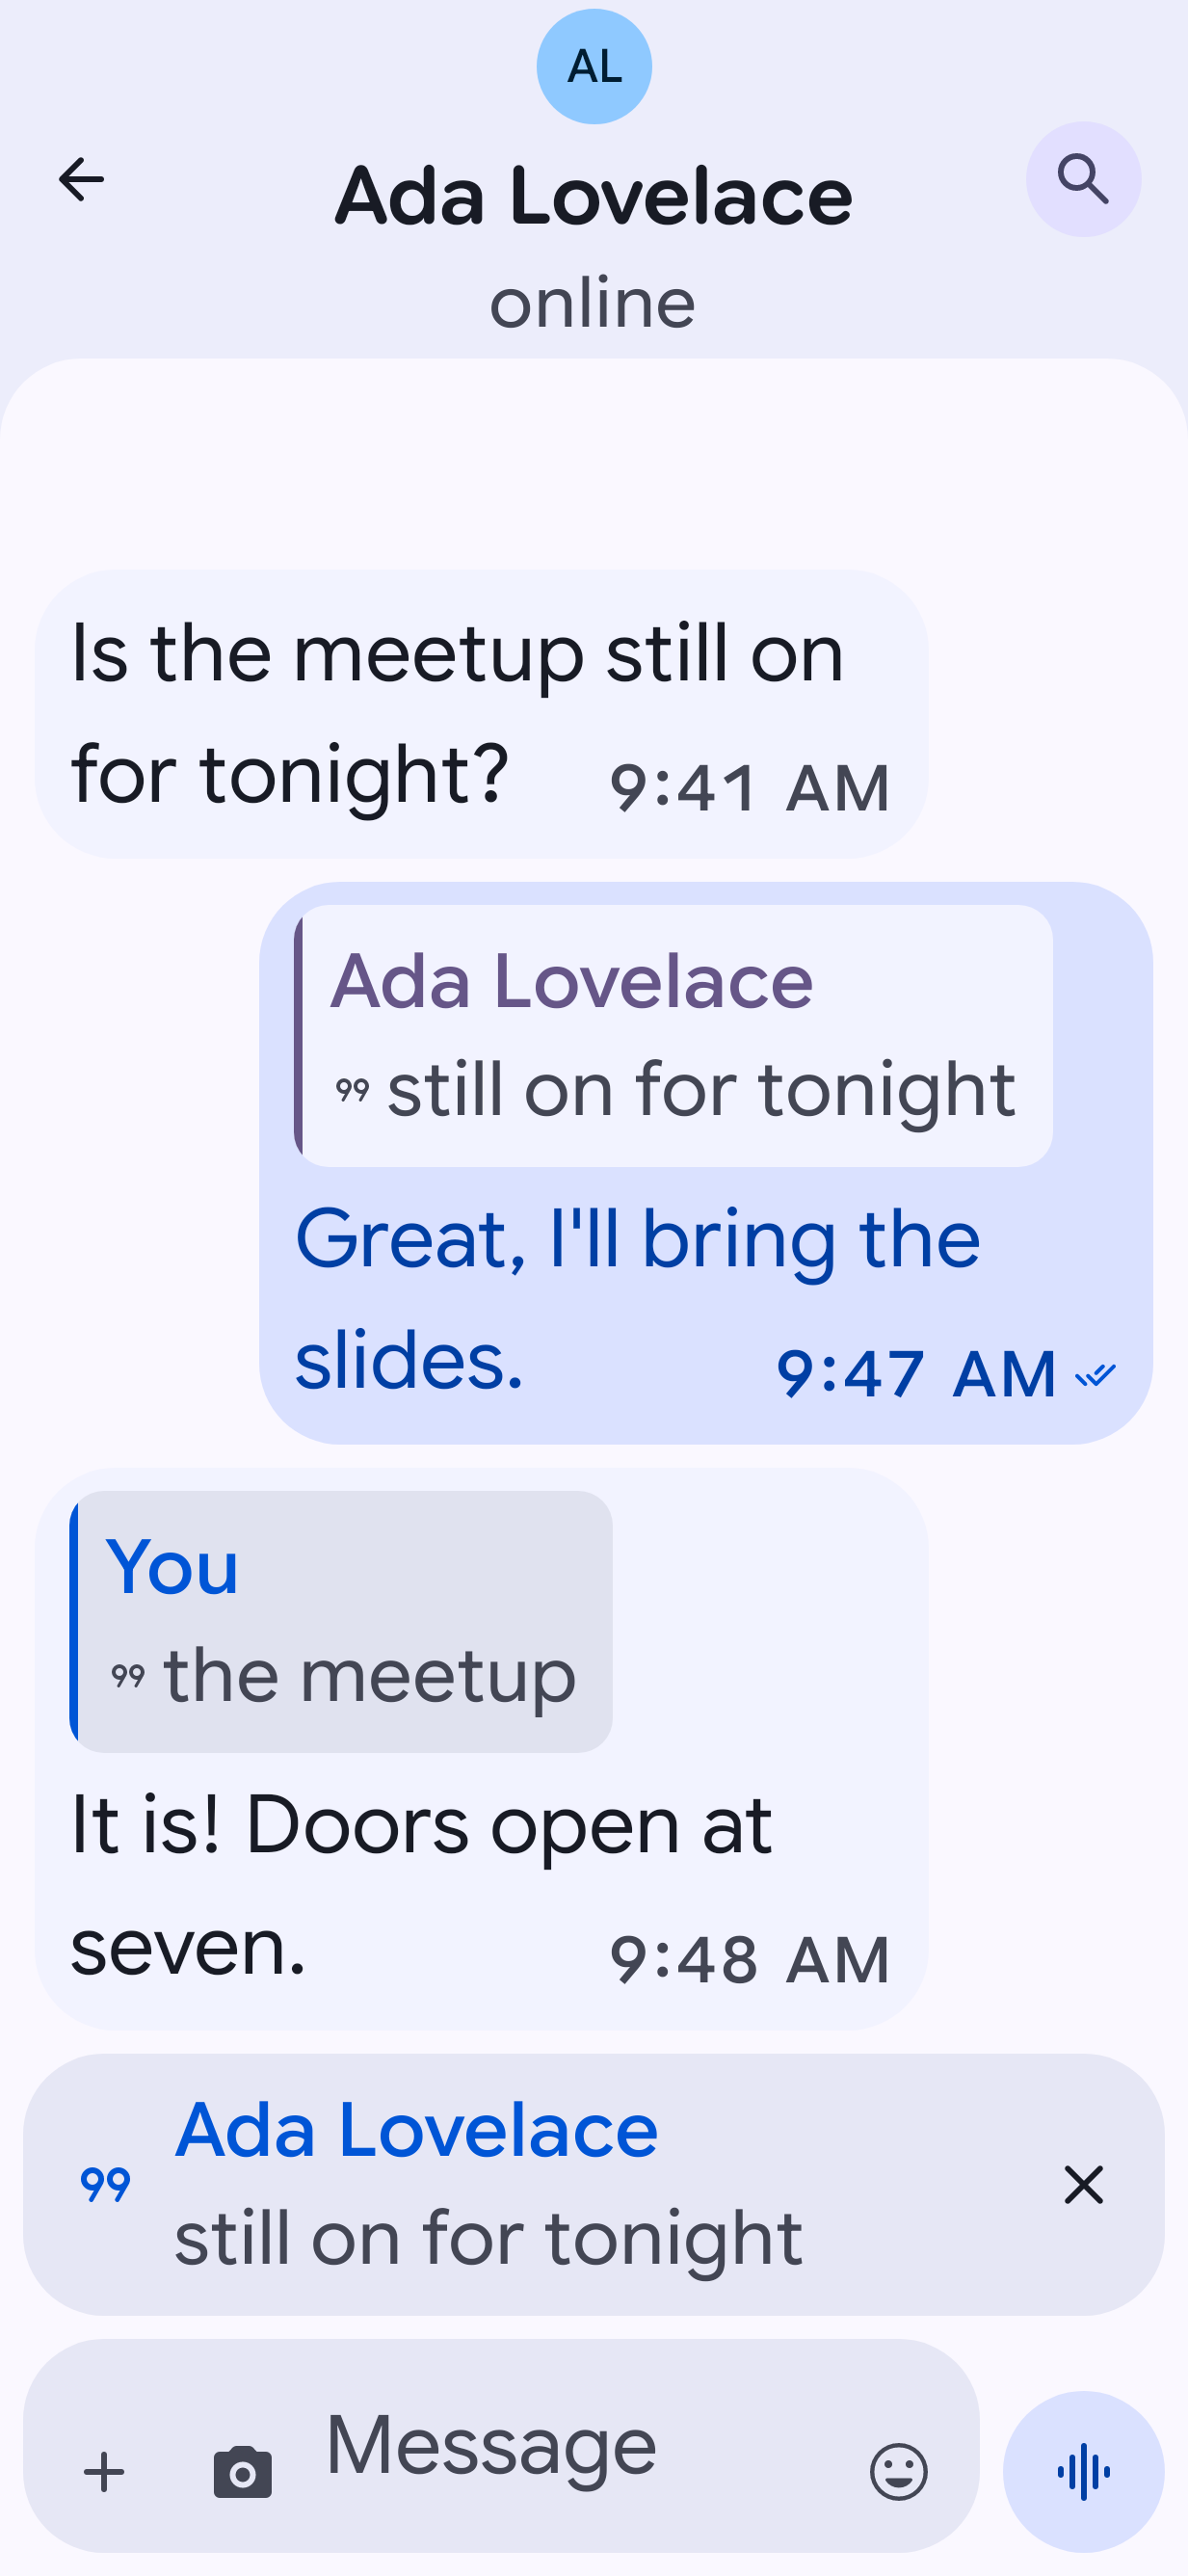 AL
Ada Lovelace
online
Is the meetup still on
for tonight?
9:41 AM
Ada Lovelace
still on for tonight
Great, I'll bring the
slides.
9:47 AM
You
the meetup
It is! Doors open at
seven.
9:48 AM
Ada Lovelace
still on for tonight
Message